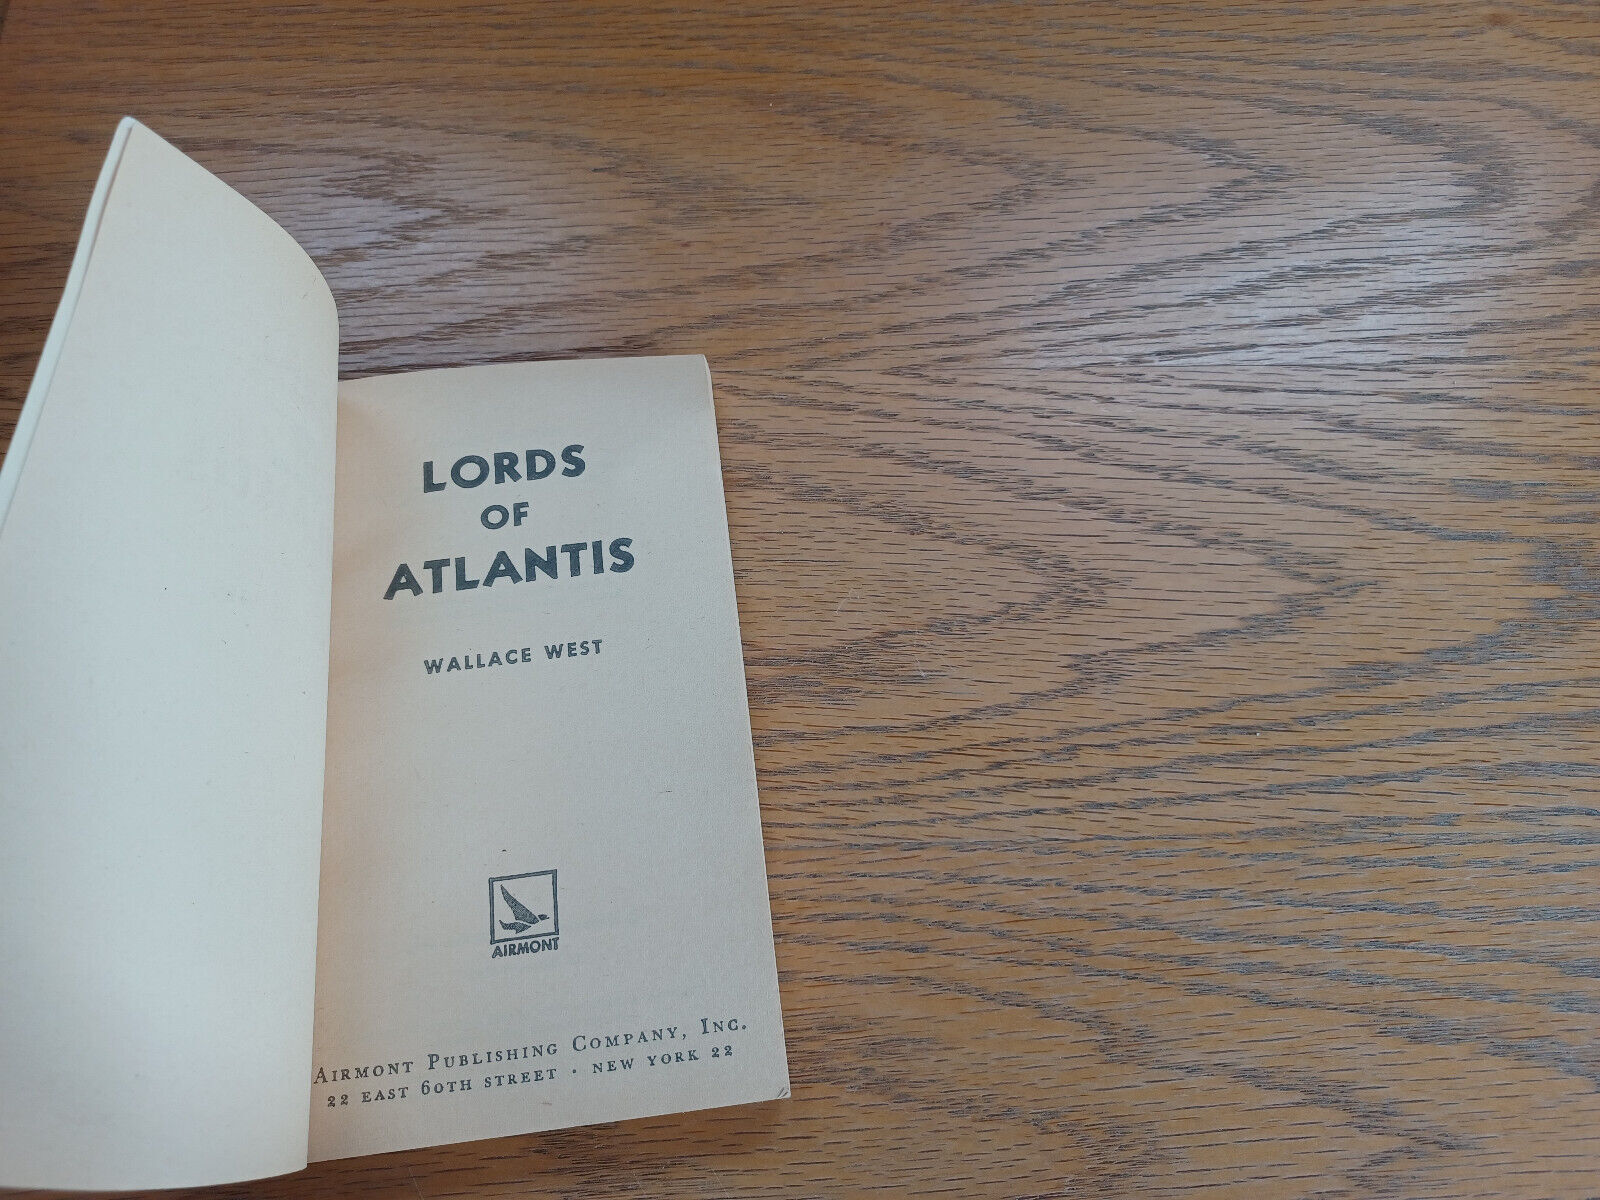 LORDS
OF
ATLANTIS
WALLACE WEST
AIRMONT
AIRMONT PUBLISHING COMPANY, INC.
22 EAST 60TH STREET · NEW YORK 22